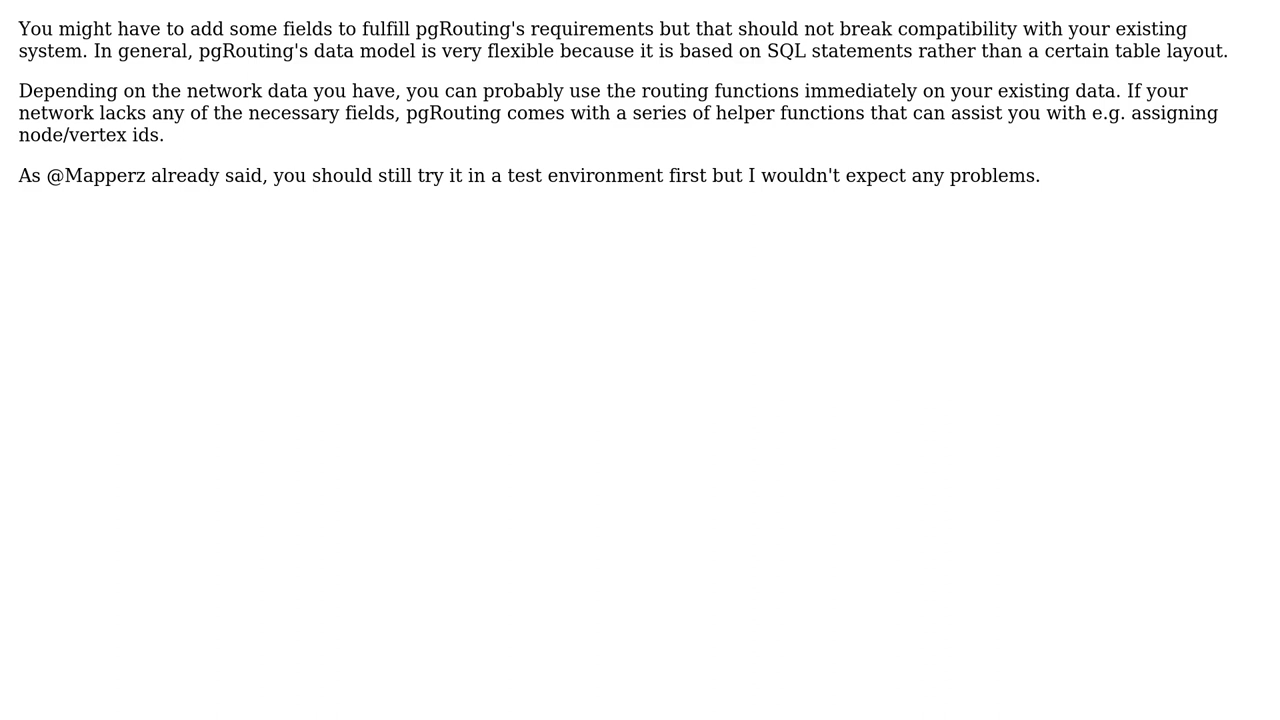 You might have to add some fields to fulfill pgRouting's requirements but that should not break compatibility with your existing
system. In general, pgRouting's data model is very flexible because it is based on SQL statements rather than a certain table layout.
Depending on the network data you have, you can probably use the routing functions immediately on your existing data. If your
network lacks any of the necessary fields, pgRouting comes with a series of helper functions that can assist you with e.g. assigning
node/vertex ids.
As @Mapperz already said, you should still try it in a test environment first but I wouldn't expect any problems.